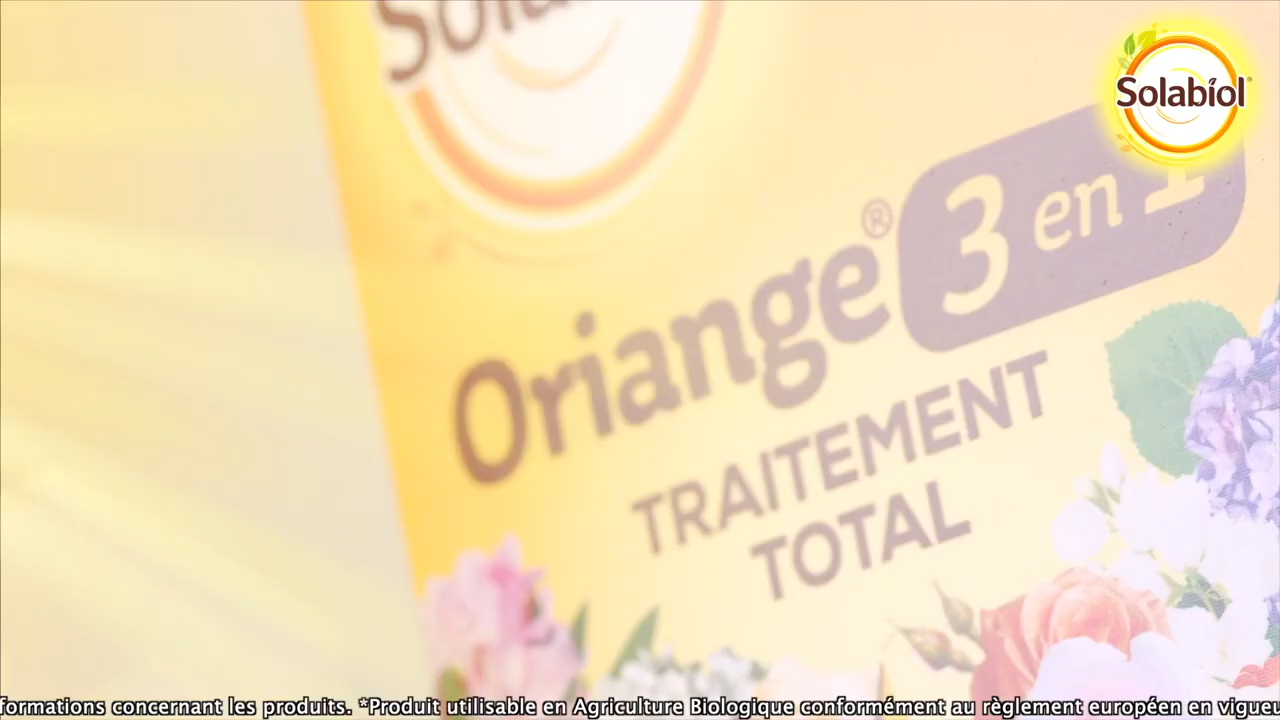 Solabiol
Oriange® 3 en 1
TRAITEMENT
TOTAL
formations concernant les produits. *Produit utilisable en Agriculture Biologique conformément au règlement européen en vigueu